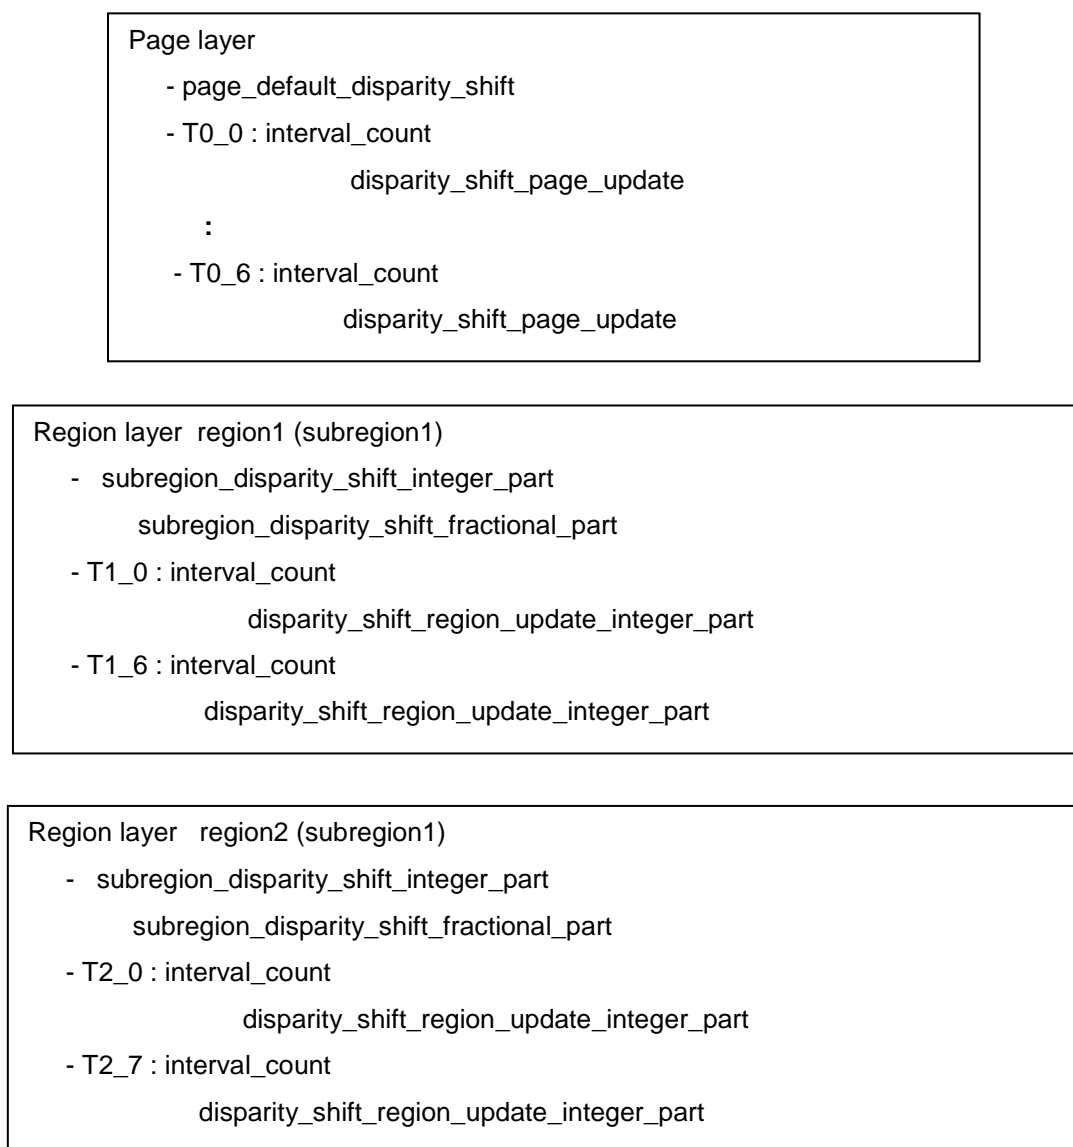 Page layer
- page_default_disparity_shift
- T0_0 : interval_count
disparity_shift_page_update
:
- T0_6 : interval_count
disparity_shift_page_update
Region layer region1 (subregion1)
- subregion_disparity_shift_integer_part
subregion_disparity_shift_fractional_part
- T1_0 : interval_count
disparity_shift_region_update_integer_part
- T1_6 : interval_count
disparity_shift_region_update_integer_part
Region layer region2 (subregion1)
- subregion_disparity_shift_integer_part
subregion_disparity_shift_fractional_part
- T2_0 : interval_count
disparity_shift_region_update_integer_part
- T2_7 : interval_count
disparity_shift_region_update_integer_part